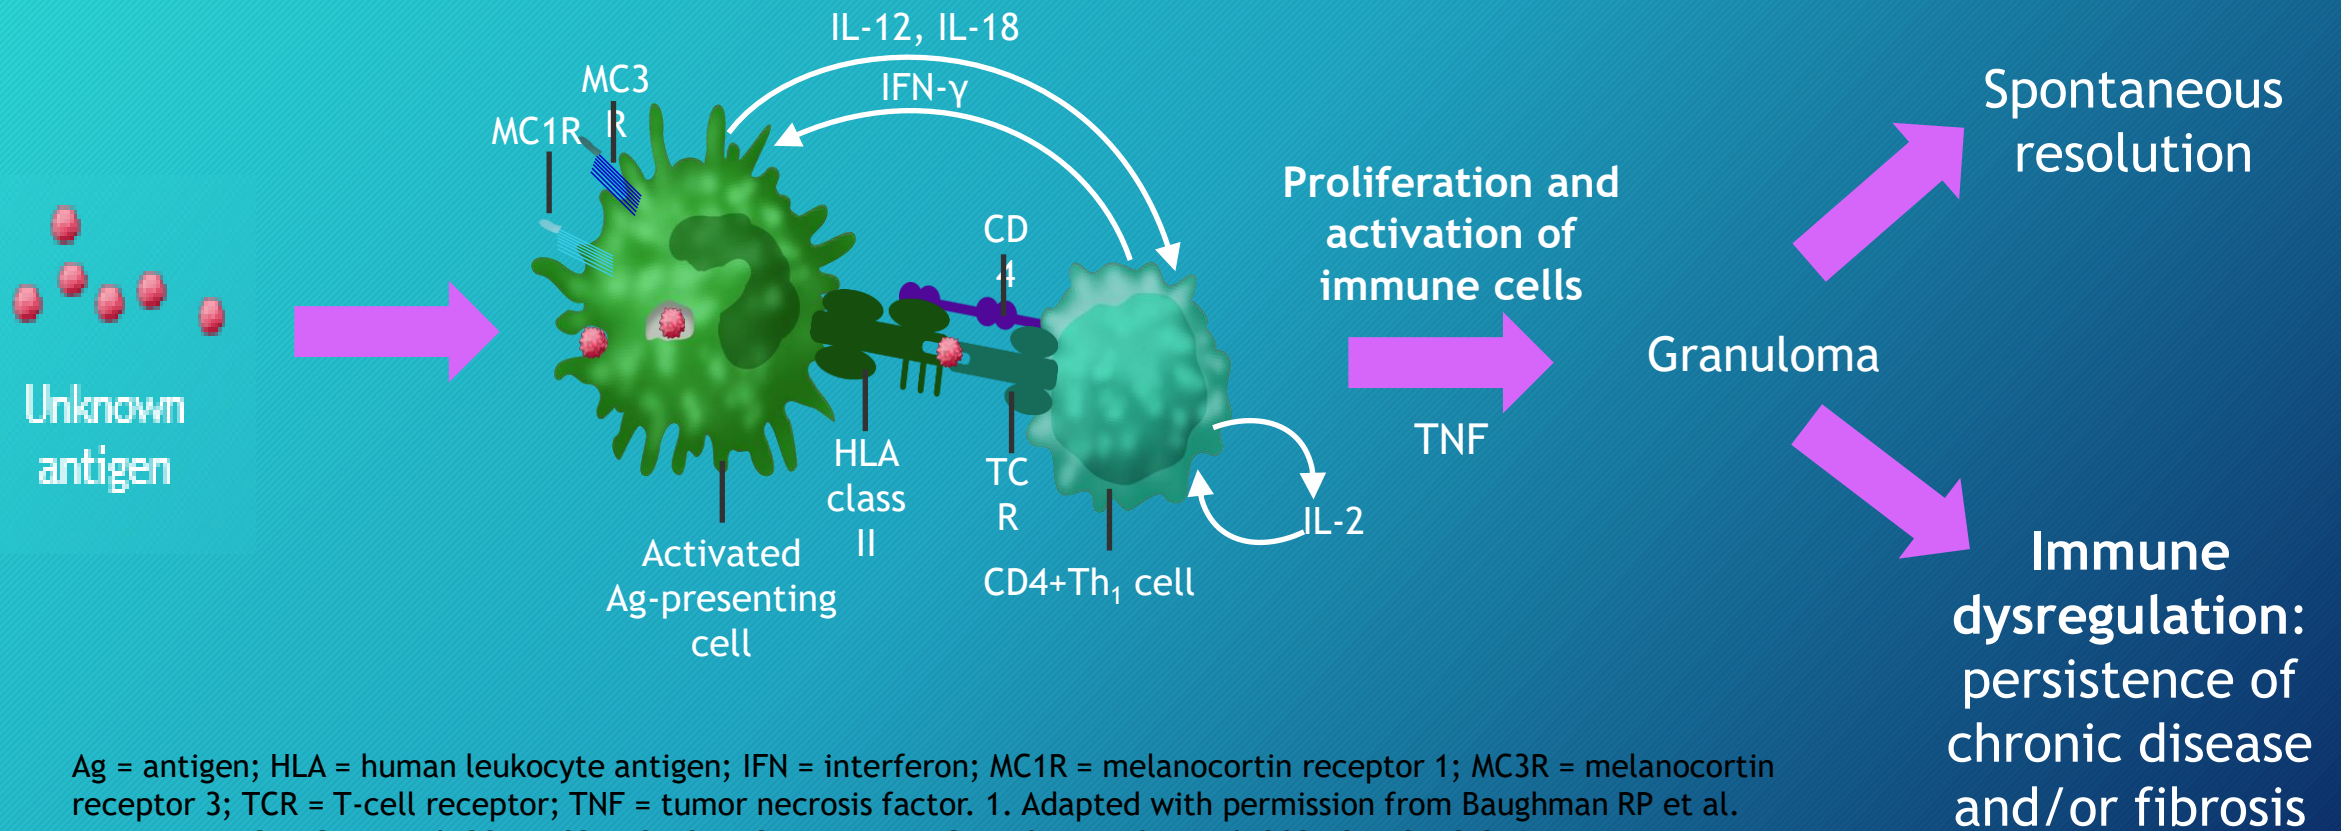 IL-12, IL-18
IFN-γ
MC3
R
MC1R
CD
4
Unknown
antigen
HLA
class
II
TC
R
IL-2
Activated
Ag-presenting
cell
CD4+Th₁ cell
Proliferation and
activation of
immune cells
TNF
Granuloma
Spontaneous
resolution
Immune
dysregulation:
persistence of
chronic disease
and/or fibrosis
Ag = antigen; HLA = human leukocyte antigen; IFN = interferon; MC1R = melanocortin receptor 1; MC3R = melanocortin
receptor 3; TCR = T-cell receptor; TNF = tumor necrosis factor. 1. Adapted with permission from Baughman RP et al.